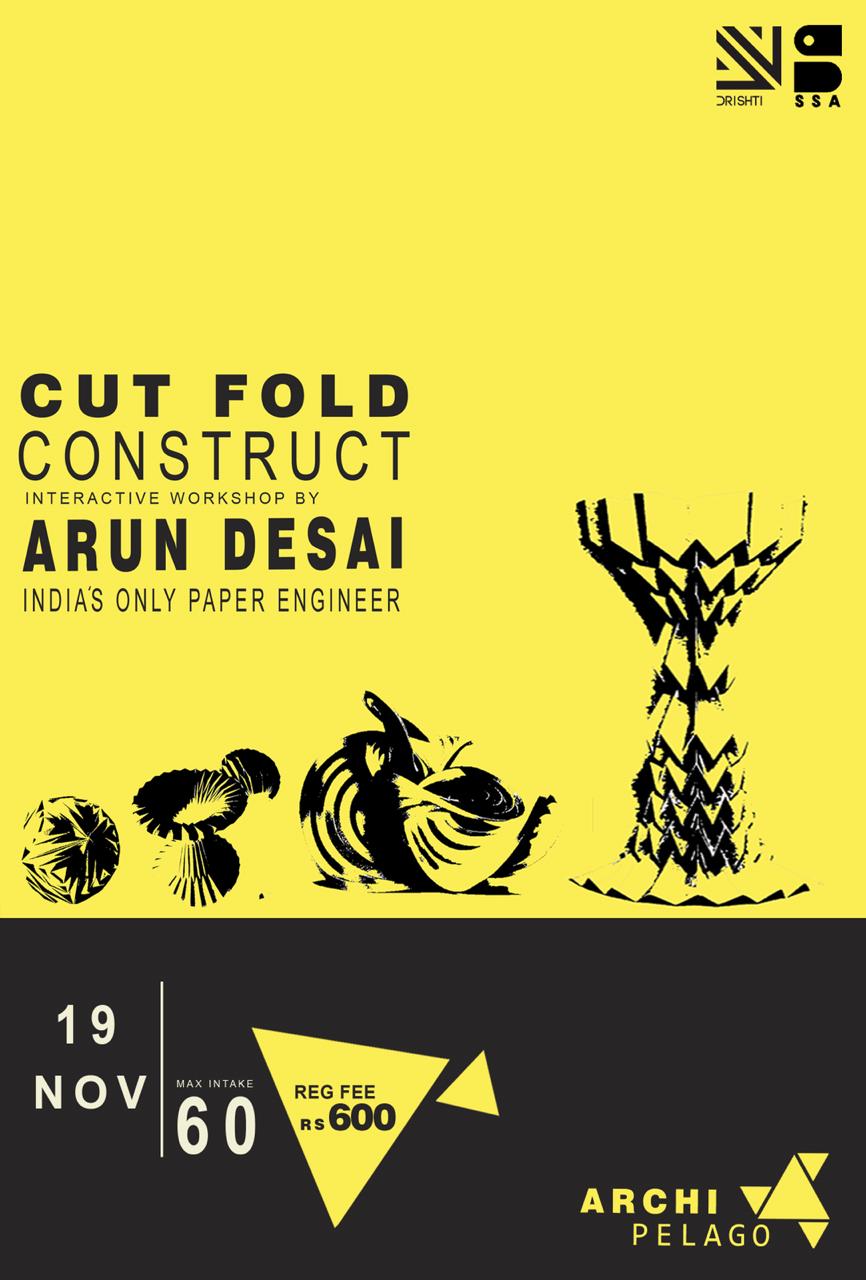 DRISHTI
SSA
CUT FOLD
CONSTRUCT
INTERACTIVE WORKSHOP BY
ARUN DESAI
INDIA'S ONLY PAPER ENGINEER
19
NOV
MAX INTAKE
60
REG FEE
RS 600
ARCHI
PELAGO